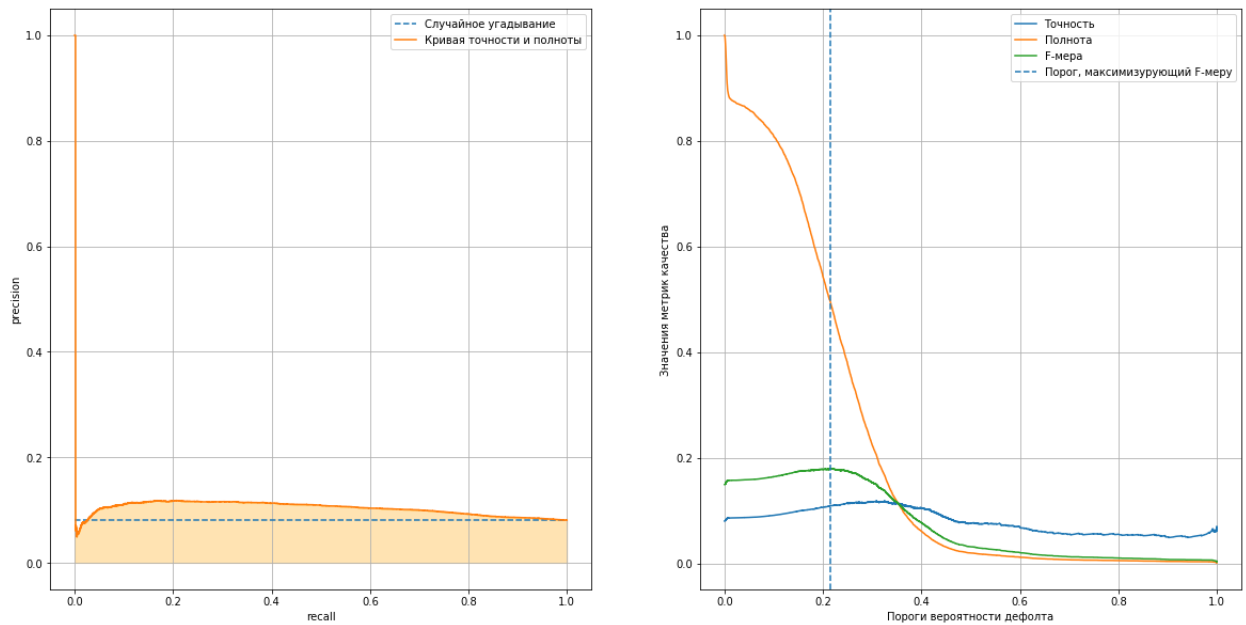 Случайное угадывание
Кривая точности и полноты
1.0
0.8
0.6
0.4
0.2
0.0
precision
0.0 0.2 0.4 0.6 0.8 1.0
recall
Точность
Полнота
F-мера
Порог, максимизурующий F-меру
1.0
0.8
0.6
0.4
0.2
0.0
Значения метрик качества
0.0 0.2 0.4 0.6 0.8 1.0
Пороги вероятности дефолта